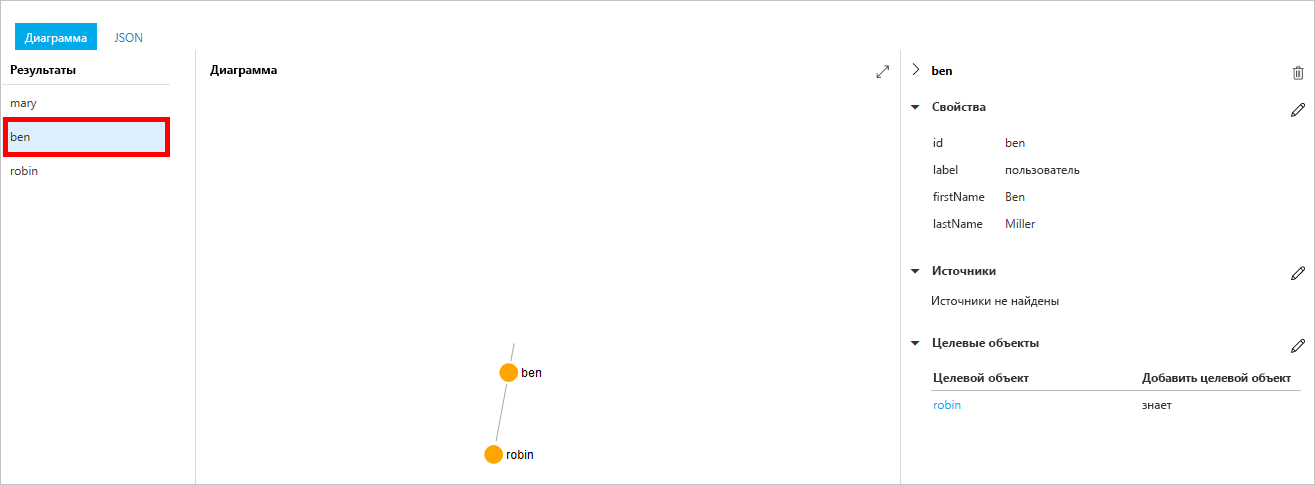 Диаграмма JSON
Результаты
mary
ben
robin
Диаграмма
ben
robin
ben
Свойства
id ben
label пользователь
firstName Ben
lastName Miller
Источники
Источники не найдены
Целевые объекты
Целевой объект Добавить целевой объект
robin знает